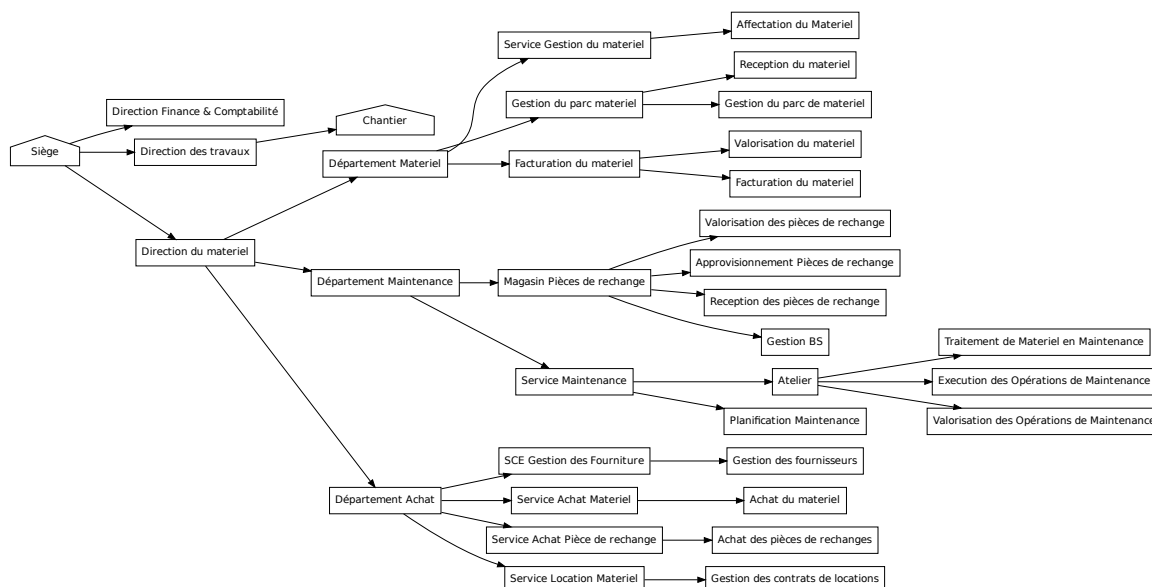 Affectation du Materiel
Service Gestion du materiel
Reception du materiel
Gestion du parc materiel
Gestion du parc de materiel
Direction Finance & Comptabilité
Chantier
Siège
Direction des travaux
Valorisation du materiel
Département Materiel
Facturation du materiel
Facturation du materiel
Valorisation des pièces de rechange
Direction du materiel
Approvisionnement Pièces de rechange
Département Maintenance
Magasin Pièces de rechange
Reception des pièces de rechange
Gestion BS
Traitement de Materiel en Maintenance
Service Maintenance
Atelier
Execution des Opérations de Maintenance
Planification Maintenance
Valorisation des Opérations de Maintenance
SCE Gestion des Fourniture
Gestion des fournisseurs
Département Achat
Service Achat Materiel
Achat du materiel
Service Achat Pièce de rechange
Achat des pièces de rechanges
Service Location Materiel
Gestion des contrats de locations